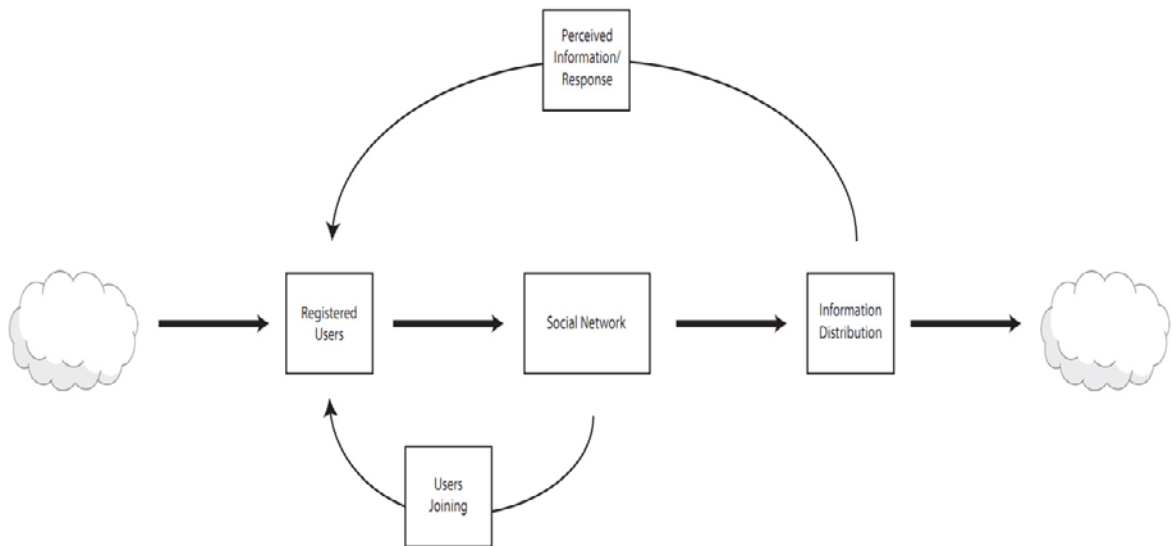 Perceived
Information/
Response
Registered
Users
Social Network
Information
Distribution
Users
Joining